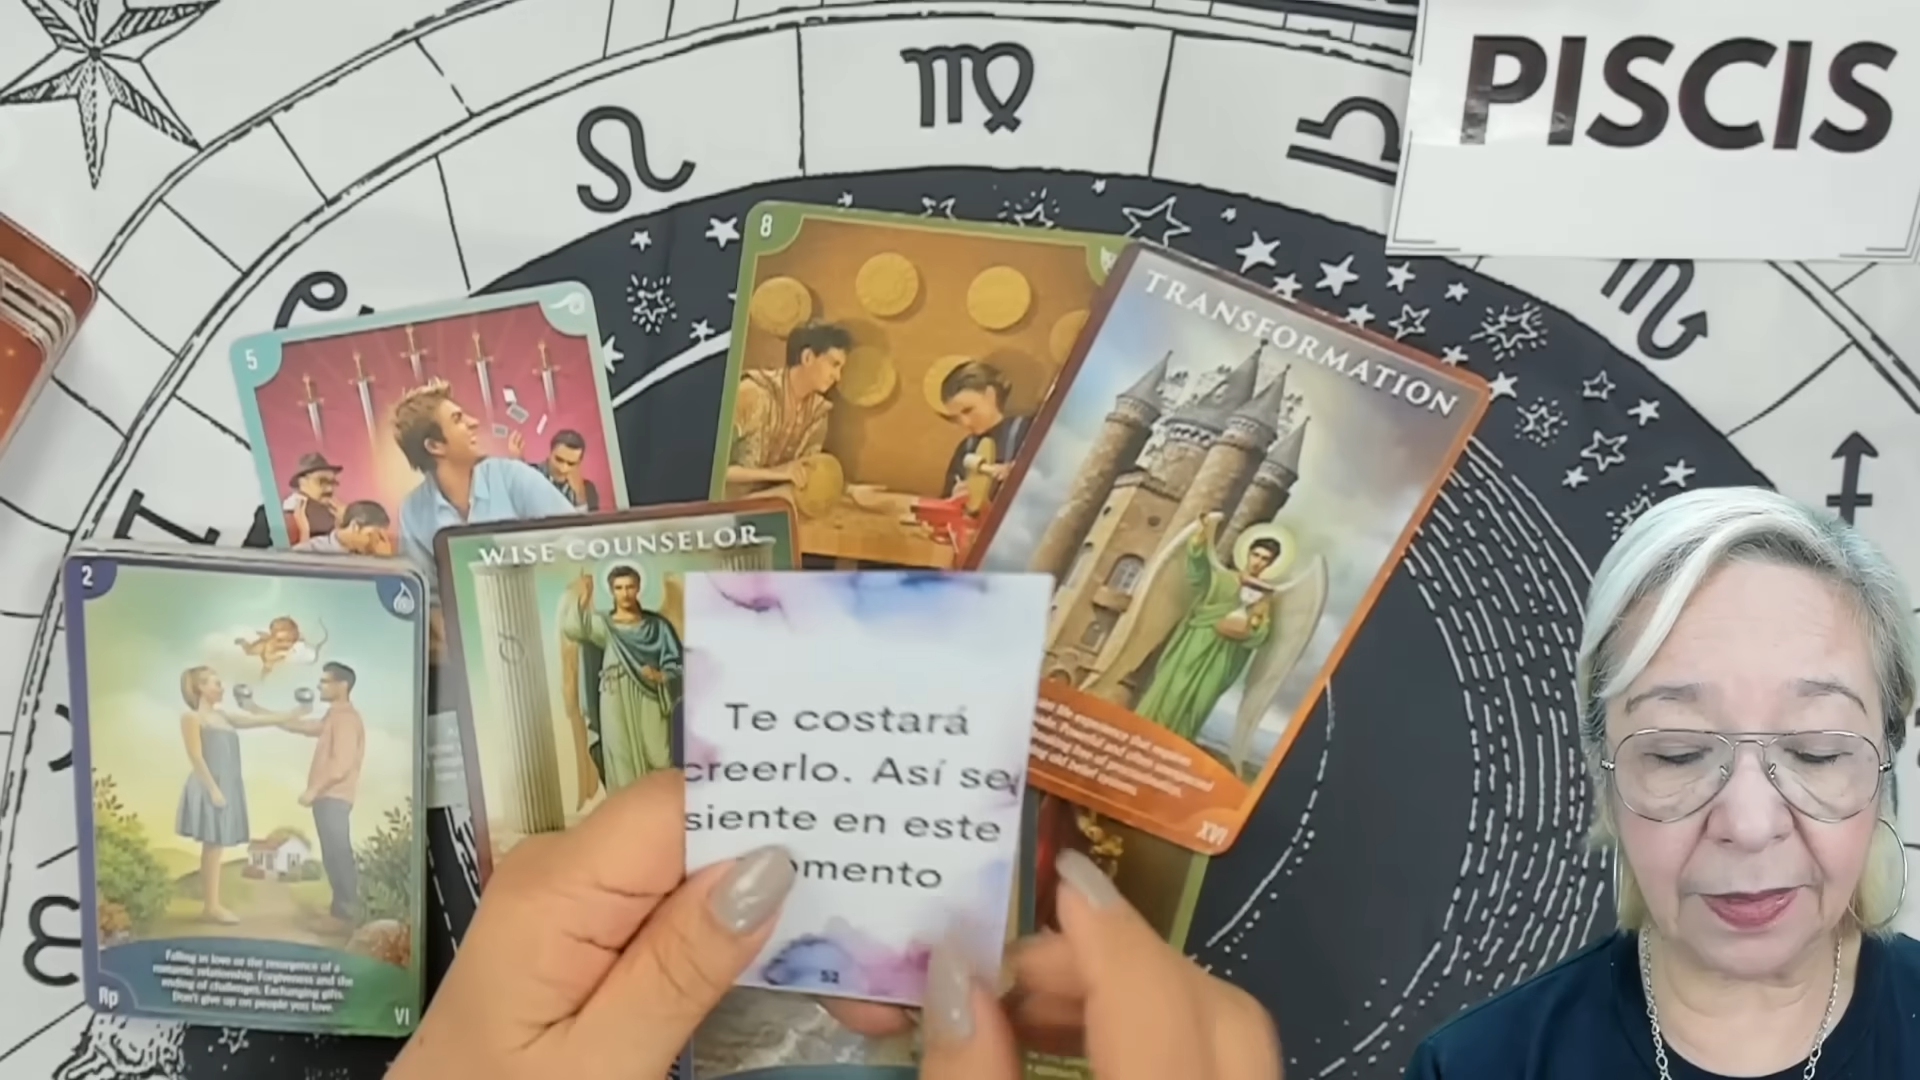 PISCIS
8
TRANSFORMATION
5
WISE COUNSELOR
2
Te costará
creerlo. Así se
siente en este
omento
52
XVI
Falling in love or the resurgence of a
romantic relationship. Forgiveness and the
ending of challenges. Exchanging gifts.
Don't give up on people you love.
Rp
VI